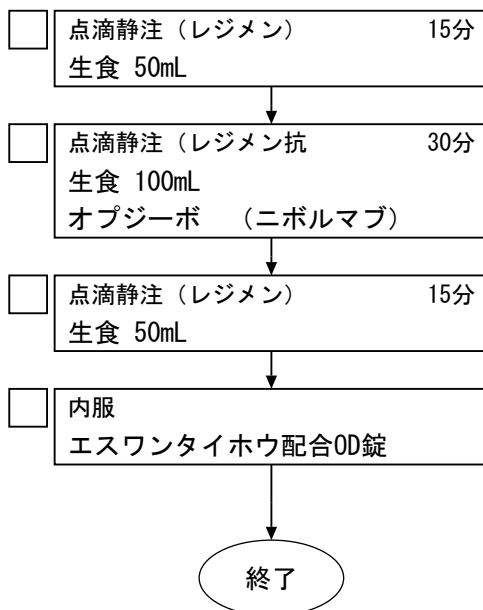 点滴静注（レジメン） 15分
生食 50mL
点滴静注（レジメン抗 30分
生食 100mL
オプジーボ （ニボルマブ）
点滴静注（レジメン） 15分
生食 50mL
内服
エスワンタイホウ配合OD錠
終了